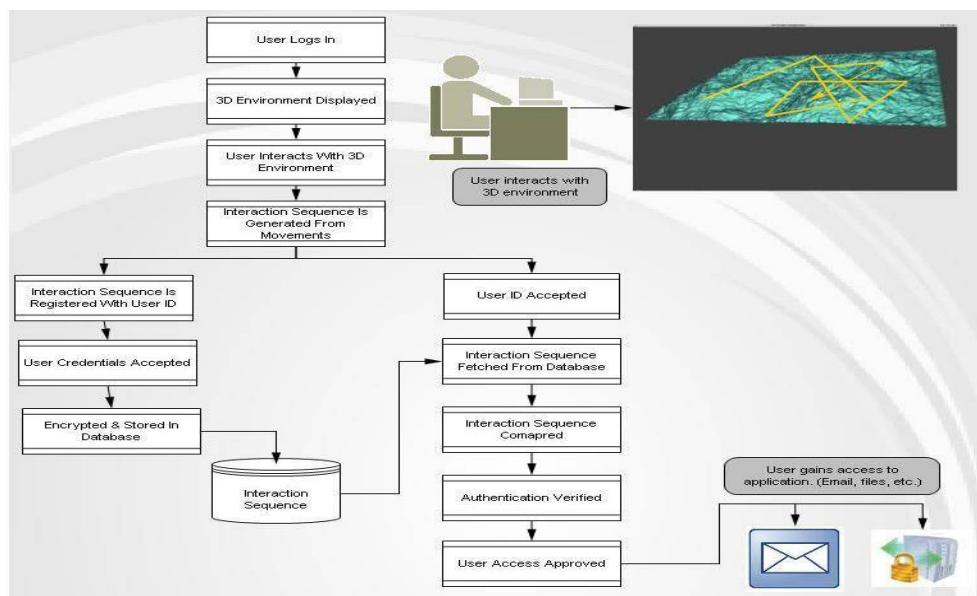 User Logs In
3D Environment Displayed
User Interacts With 3D
Environment
Interaction Sequence Is
Generated From
Movements
User interacts with
3D environment
Interaction Sequence Is
Registered With User ID
User Credentials Accepted
Encrypted & Stored In
Database
Interaction
Sequence
User ID Accepted
Interaction Sequence
Fetched From Database
Interaction Sequence
Comapred
Authentication Verified
User Access Approved
User gains access to
application. (Email, files, etc.)